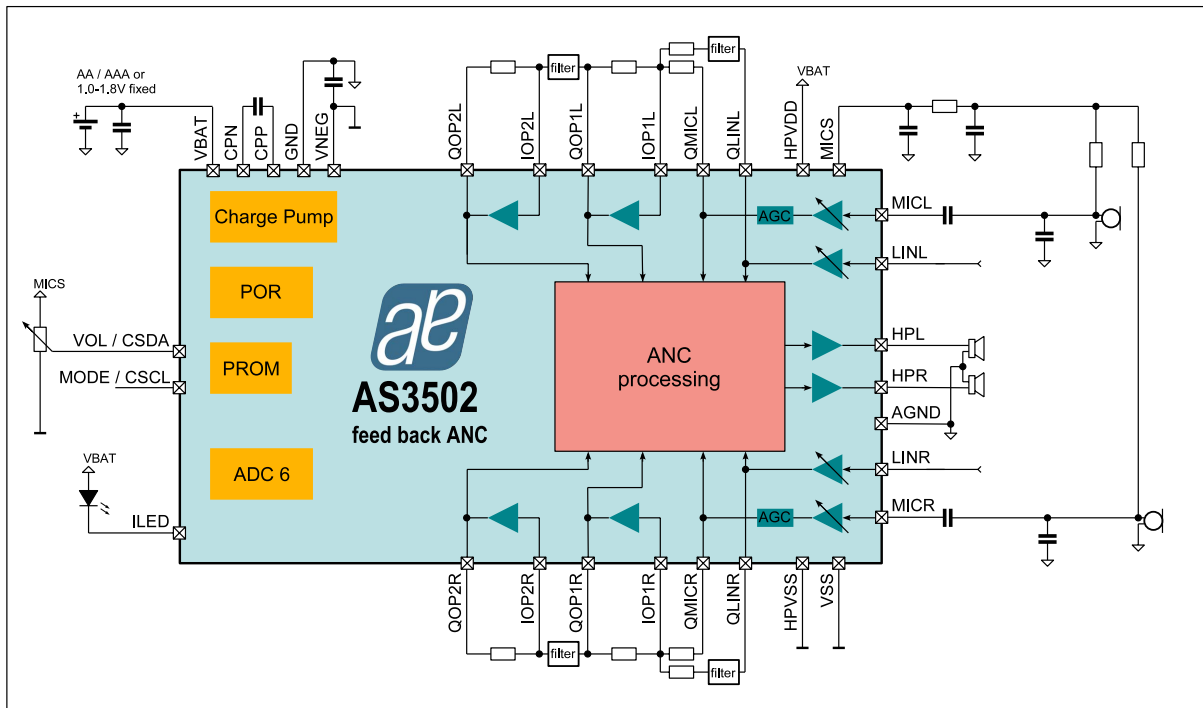 AA / AAA or
1.0-1.8V fixed
VBAT
CPN
CPP
GND
VNEG
QOP2L
IOP2L
QOP1L
IOP1L
QMICL
QLINL
HPVDD
MICS
filter
filter
VBAT
Charge Pump
POR
PROM
ADC 6
MICS
VOL / CSDA
MODE / CSCL
VBAT
ILED
ae
AS3502
feed back ANC
ANC
processing
AGC
AGC
MICL
LINL
HPL
HPR
AGND
LINR
MICR
QOP2R
IOP2R
QOP1R
IOP1R
QMICR
QLINR
HPVSS
VSS
filter
filter